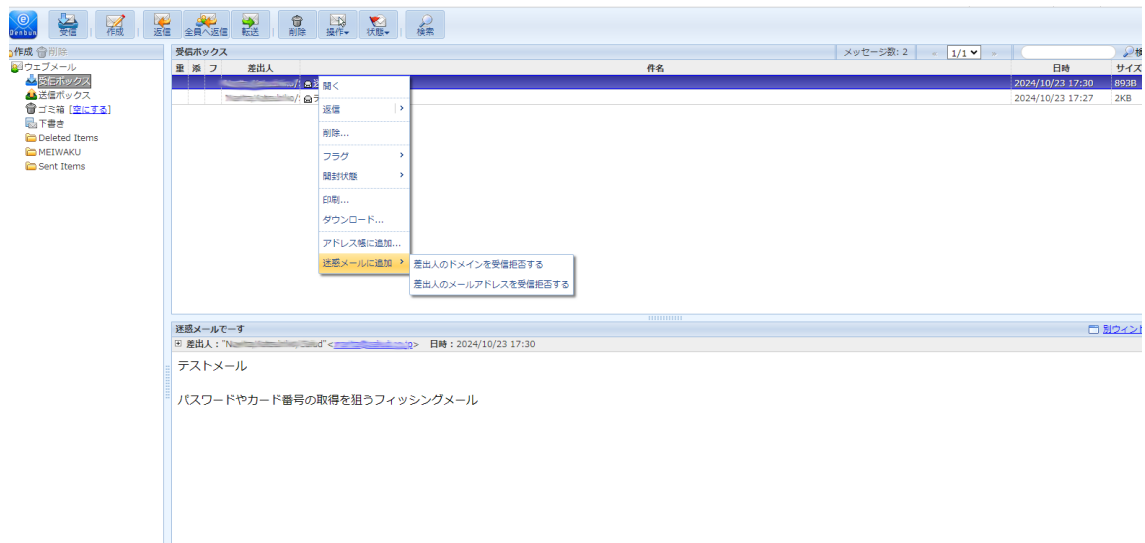 Denbun 受信 作成 返信 全員へ返信 転送 削除 操作 状態 検索
作成 削除
受信ボックス メッセージ数: 2 1/1
ウェブメール
受信ボックス
送信ボックス
ゴミ箱 [空にする]
下書き
Deleted Items
MEIWAKU
Sent Items
重 添 フ 差出人 件名 日時 サイズ
2024/10/23 17:30 893B
2024/10/23 17:27 2KB
開く
返信
削除...
フラグ
開封状態
印刷...
ダウンロード...
アドレス帳に追加...
迷惑メールに追加
差出人のドメインを受信拒否する
差出人のメールアドレスを受信拒否する
迷惑メールでーす 別ウィント
差出人 : 日時 : 2024/10/23 17:30
テストメール
パスワードやカード番号の取得を狙うフィッシングメール